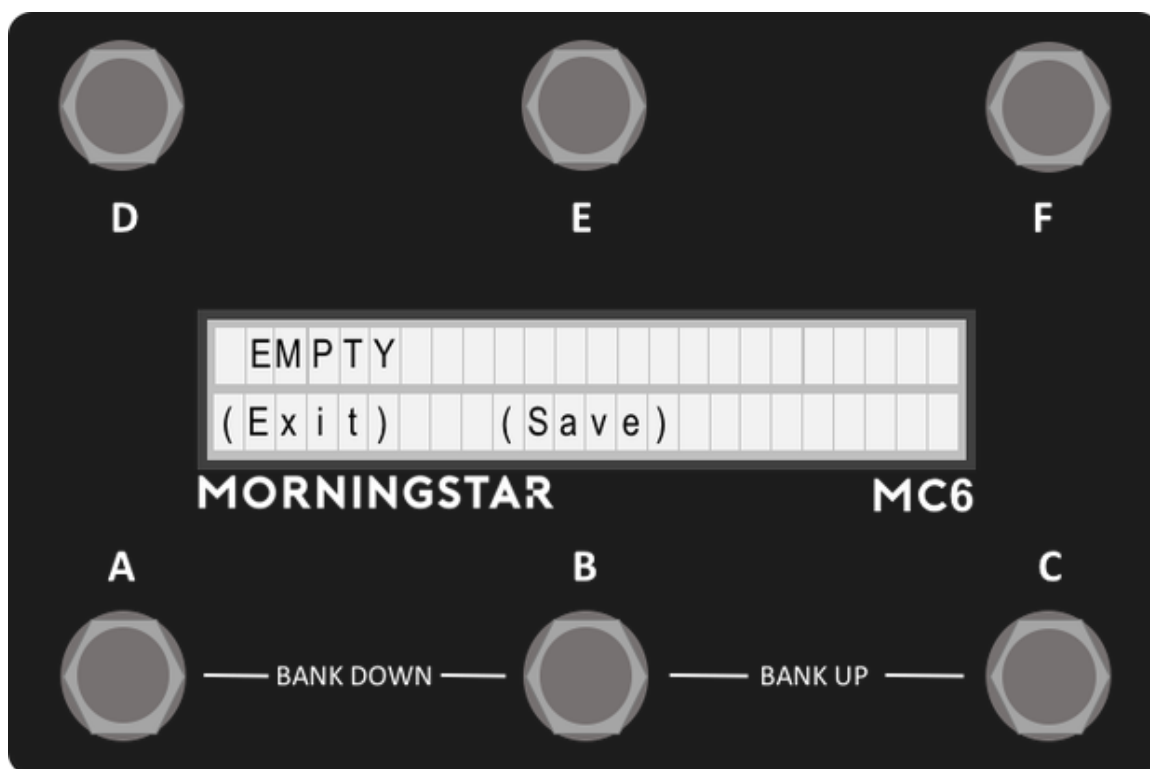 D E F
EMPTY
(Exit) (Save)
MORNINGSTAR MC6
A B C
BANK DOWN BANK UP